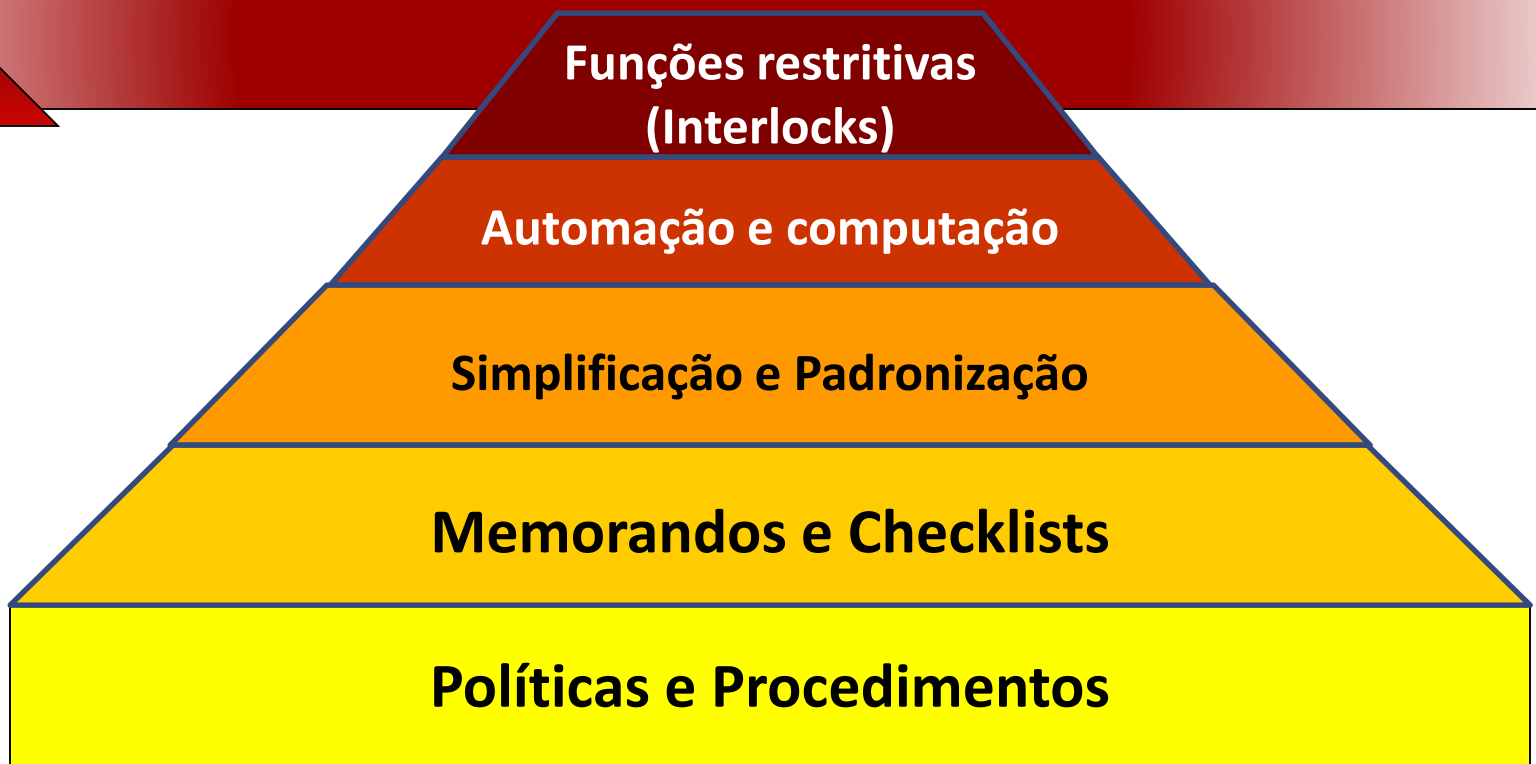 Funções restritivas
(Interlocks)
Automação e computação
Simplificação e Padronização
Memorandos e Checklists
Políticas e Procedimentos